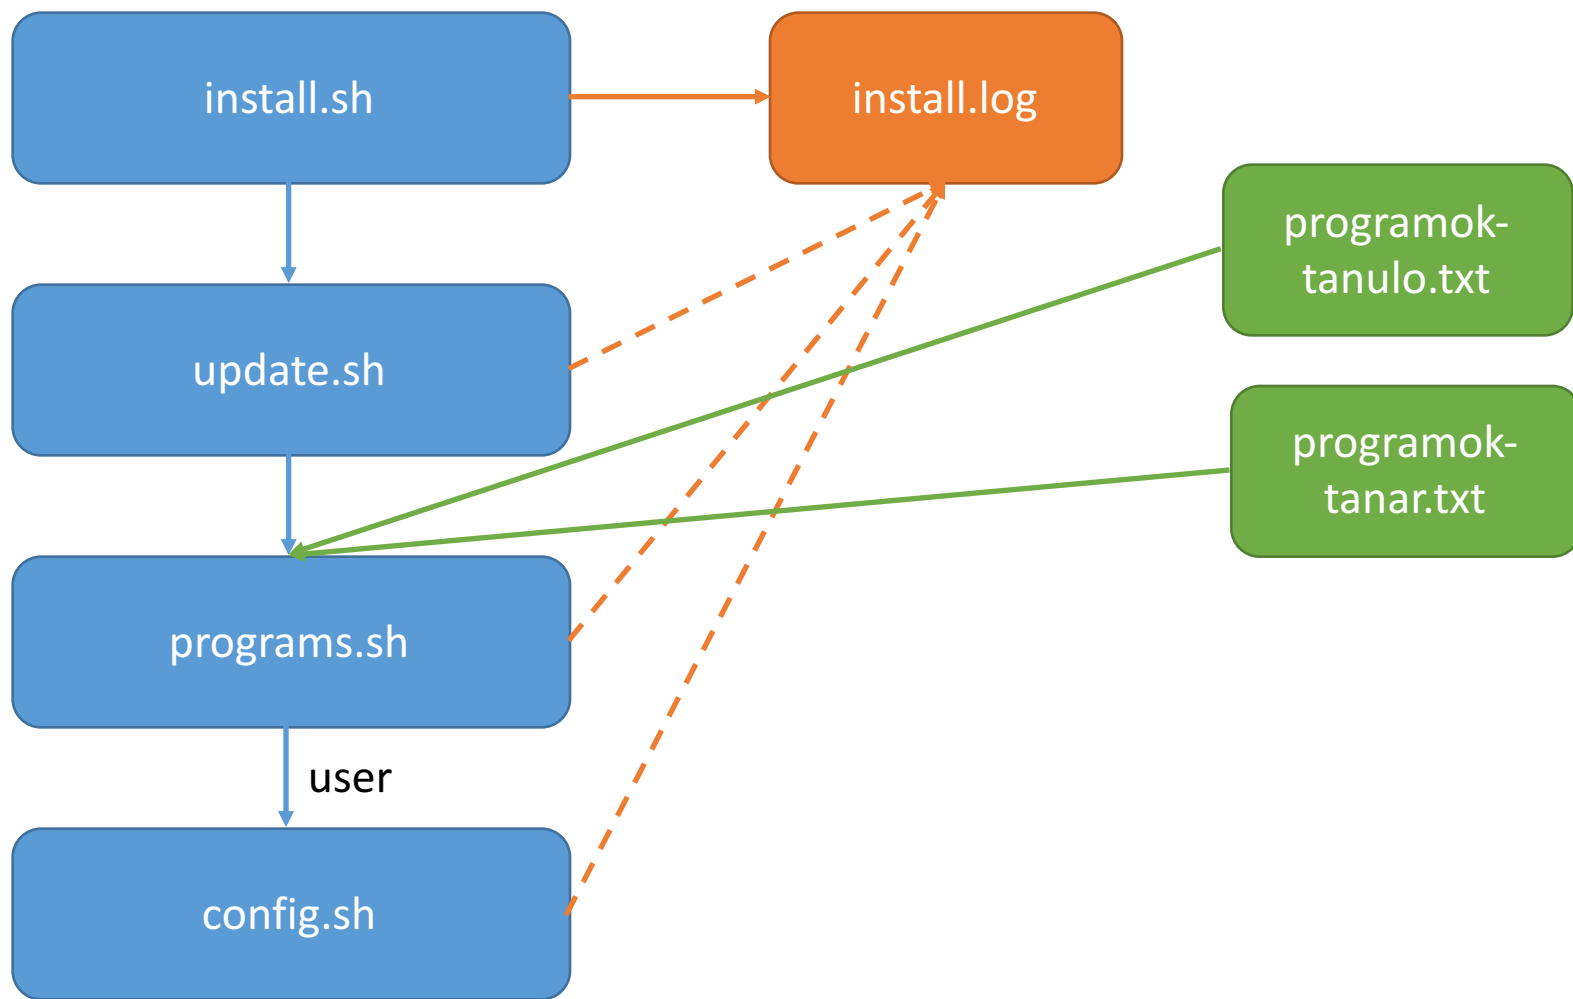 install.sh
install.log
programok-
tanulo.txt
update.sh
programok-
tanar.txt
programs.sh
user
config.sh